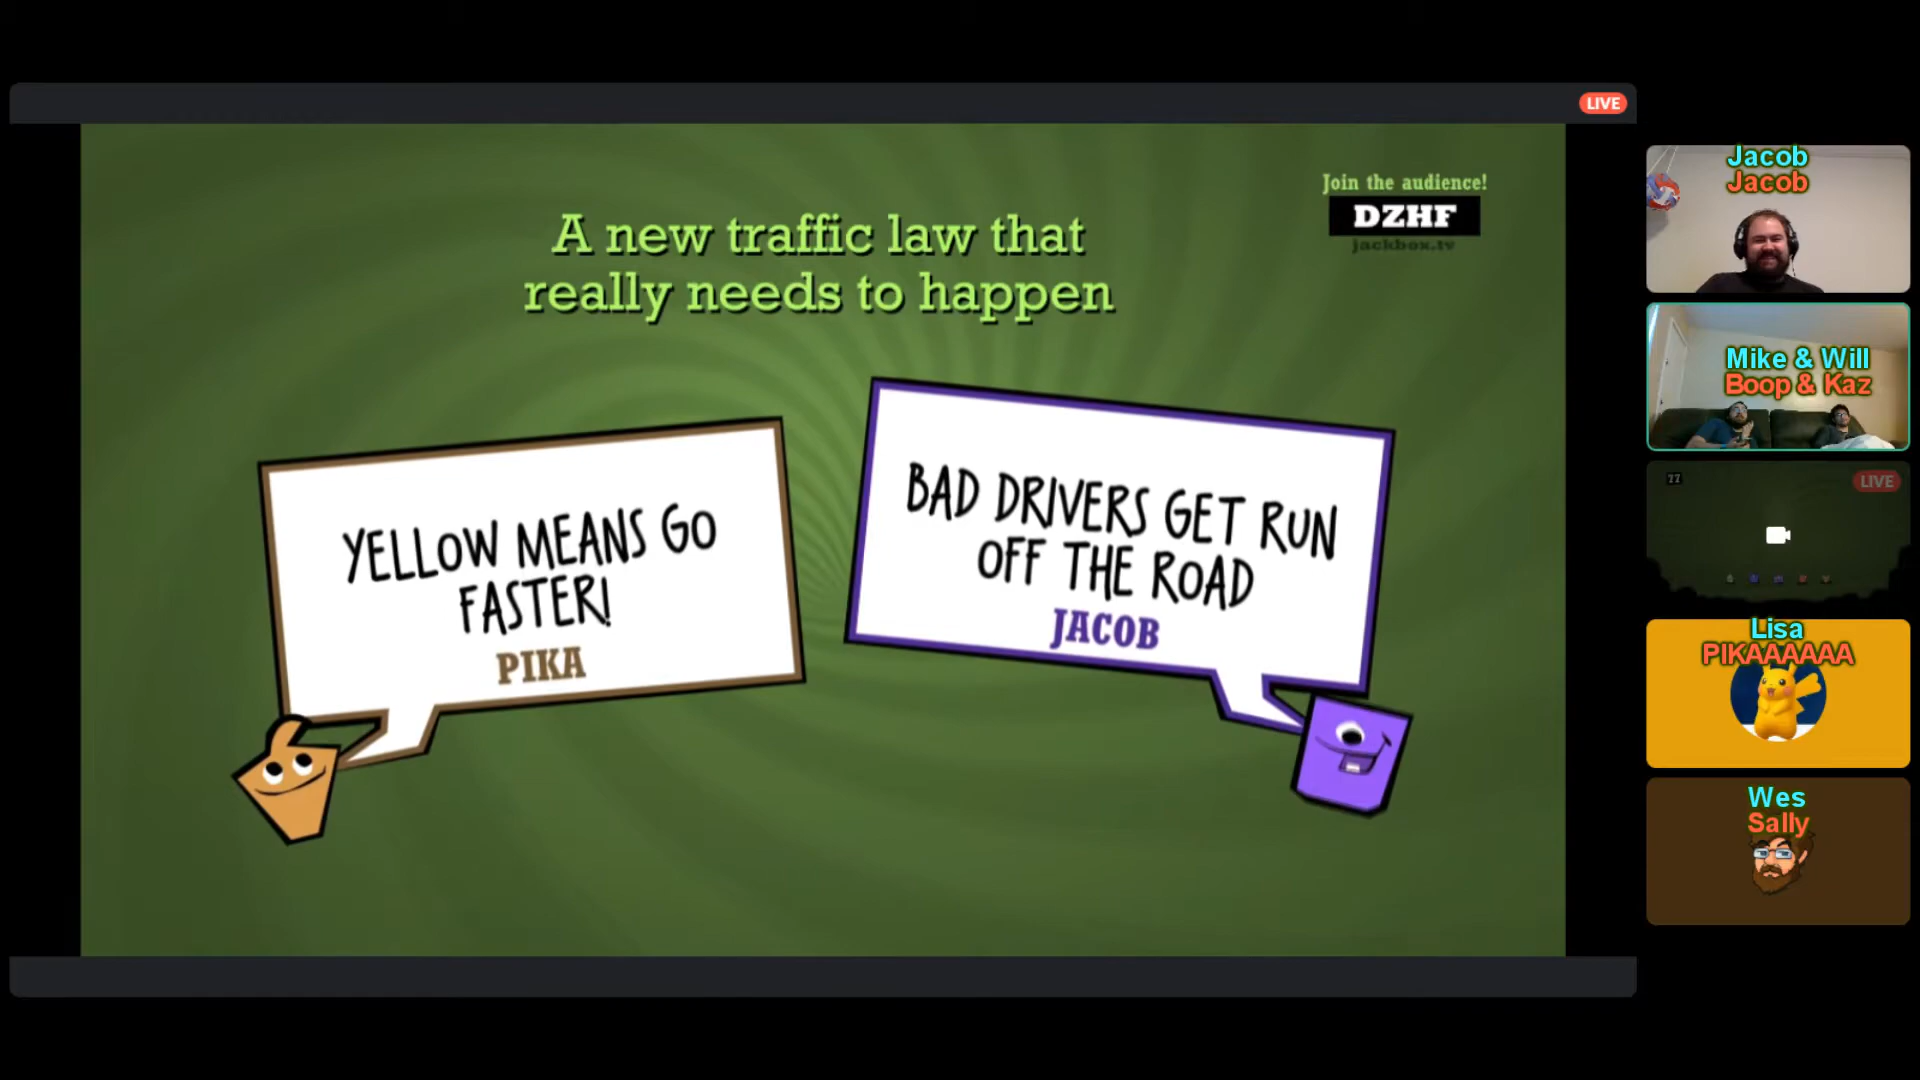 LIVE
Join the audience!
DZHF
jackbox.tv
A new traffic law that
really needs to happen
YELLOW MEANS GO
FASTER!
PIKA
BAD DRIVERS GET RUN
OFF THE ROAD
JACOB
Jacob
Jacob
Mike & Will
Boop & Kaz
77
LIVE
Lisa
PIKAAAAAA
Wes
Sally